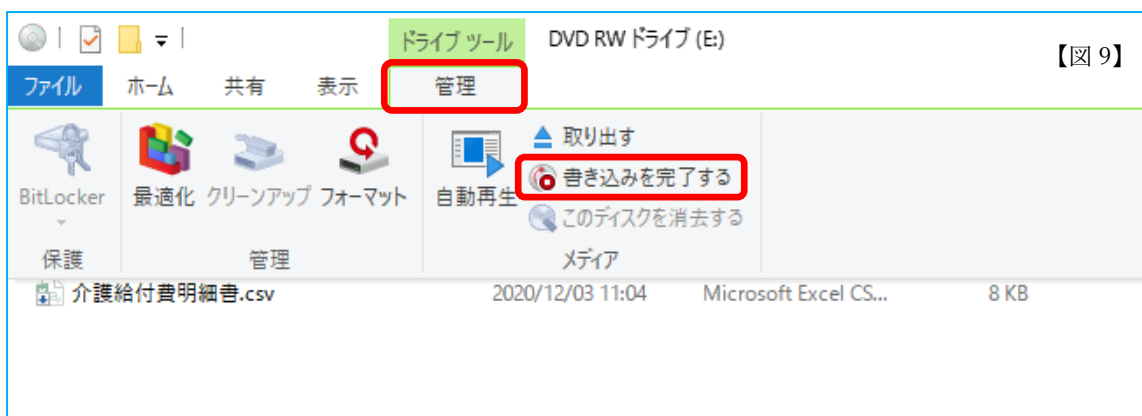 ドライブ ツール DVD RW ドライブ (E:)
【図 9】
ファイル ホーム 共有 表示 管理
取り出す
書き込みを完了する
BitLocker 最適化 クリーンアップ フォーマット 自動再生
このディスクを消去する
保護 管理 メディア
介護給付費明細書.csv 2020/12/03 11:04 Microsoft Excel CS... 8 KB